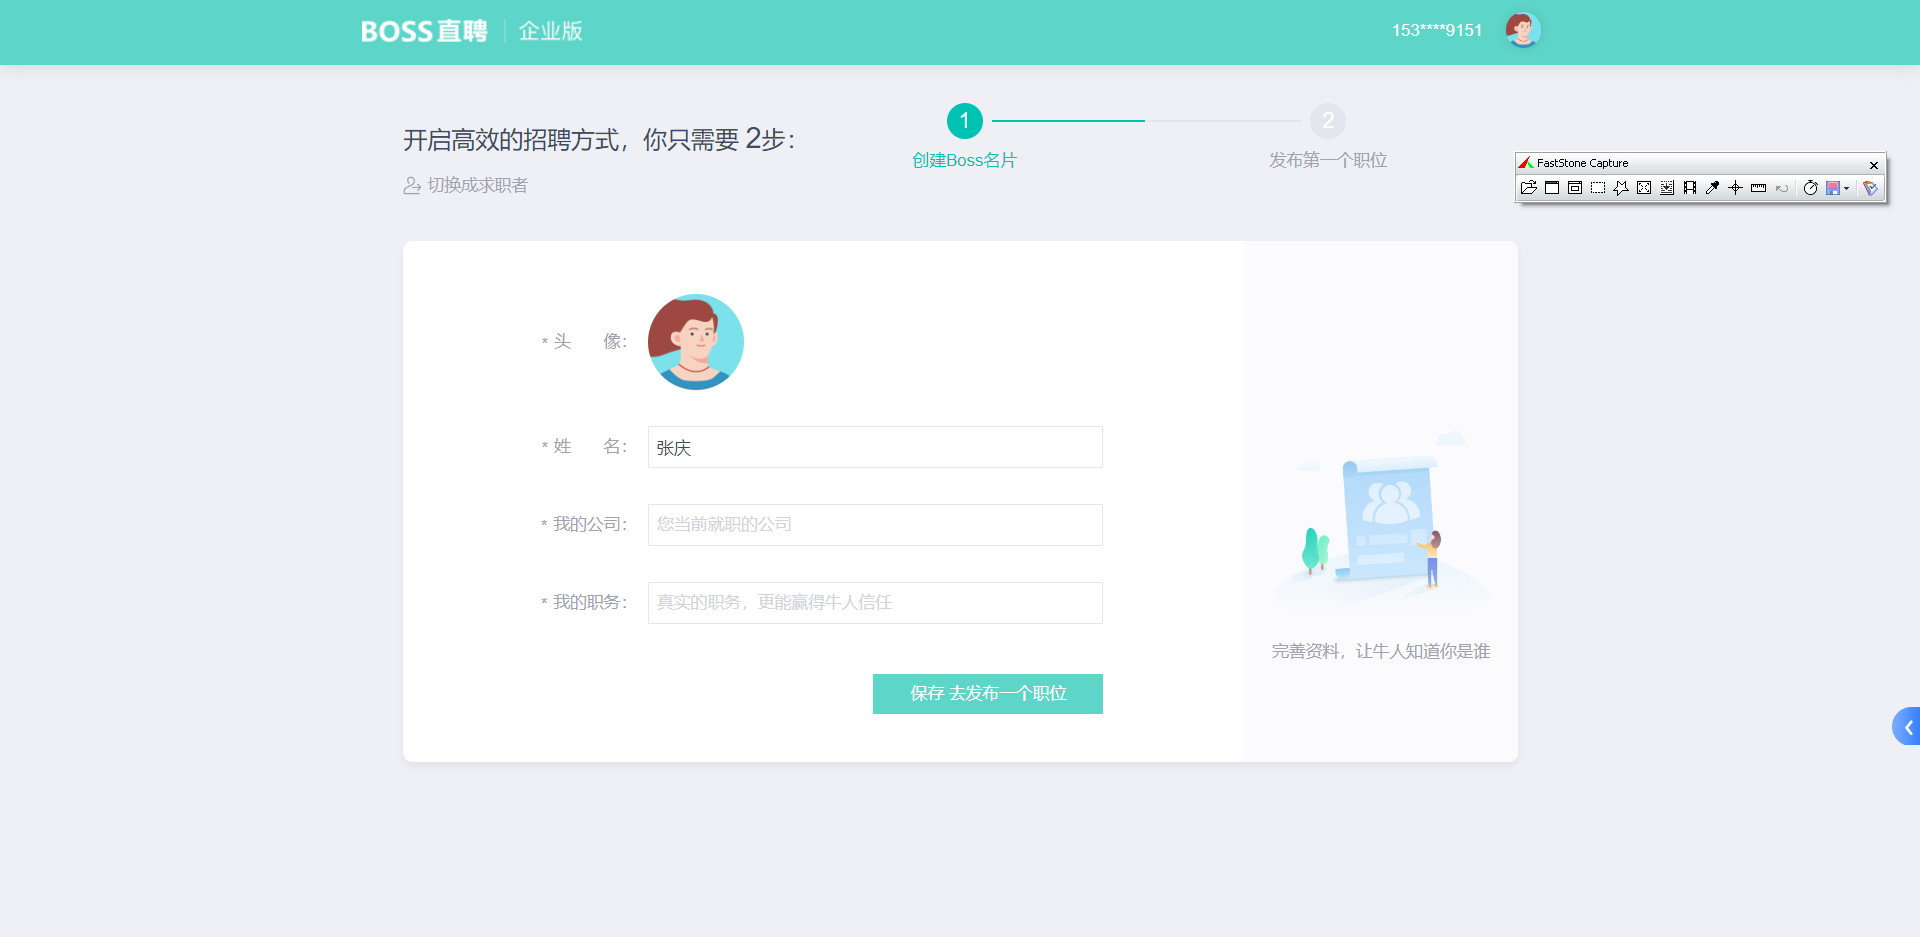 BOSS直聘 企业版
153****9151
开启高效的招聘方式，你只需要 2步：
切换成求职者
1
创建Boss名片
2
发布第一个职位
FastStone Capture
* 头 像：
* 姓 名：
张庆
* 我的公司：
您当前就职的公司
* 我的职务：
真实的职务，更能赢得牛人信任
保存 去发布一个职位
完善资料，让牛人知道你是谁